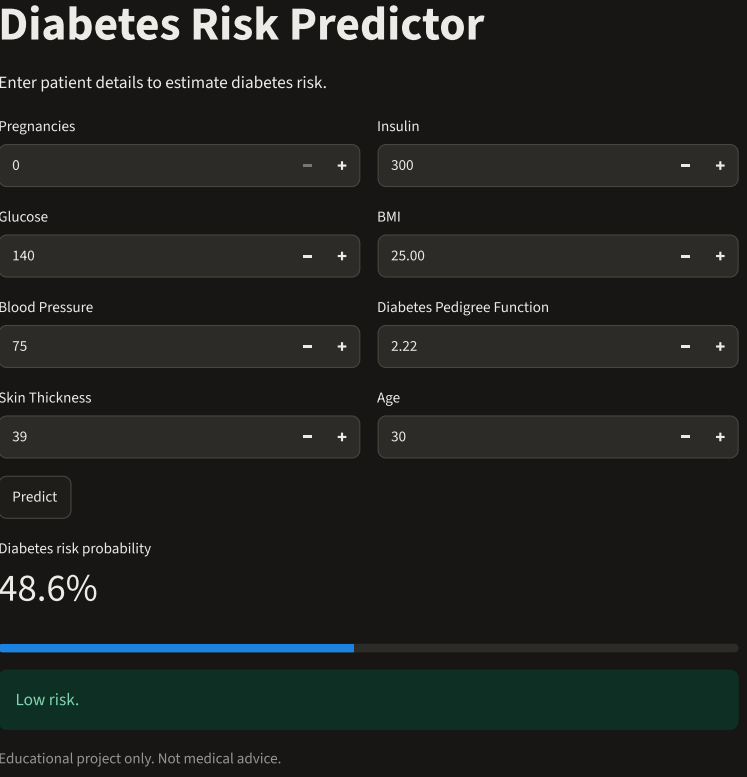 Diabetes Risk Predictor
Enter patient details to estimate diabetes risk.
Pregnancies
0
Insulin
300
Glucose
140
BMI
25.00
Blood Pressure
75
Diabetes Pedigree Function
2.22
Skin Thickness
39
Age
30
Predict
Diabetes risk probability
48.6%
Low risk.
Educational project only. Not medical advice.